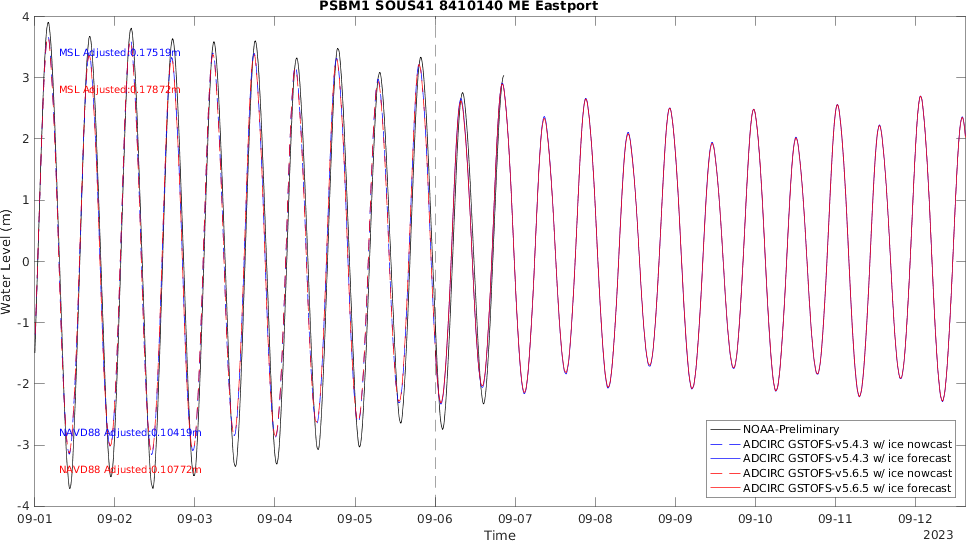 PSBM1 SOUS41 8410140 ME Eastport
4
3
2
1
0
-1
-2
-3
-4
Water Level (m)
MSL Adjusted:0.17519m
MSL Adjusted:0.17872m
NAVD88 Adjusted:0.10419m
NAVD88 Adjusted:0.10772m
NOAA-Preliminary
ADCIRC GSTOFS-v5.4.3 w/ ice nowcast
ADCIRC GSTOFS-v5.4.3 w/ ice forecast
ADCIRC GSTOFS-v5.6.5 w/ ice nowcast
ADCIRC GSTOFS-v5.6.5 w/ ice forecast
09-01 09-02 09-03 09-04 09-05 09-06 09-07 09-08 09-09 09-10 09-11 09-12
Time
2023